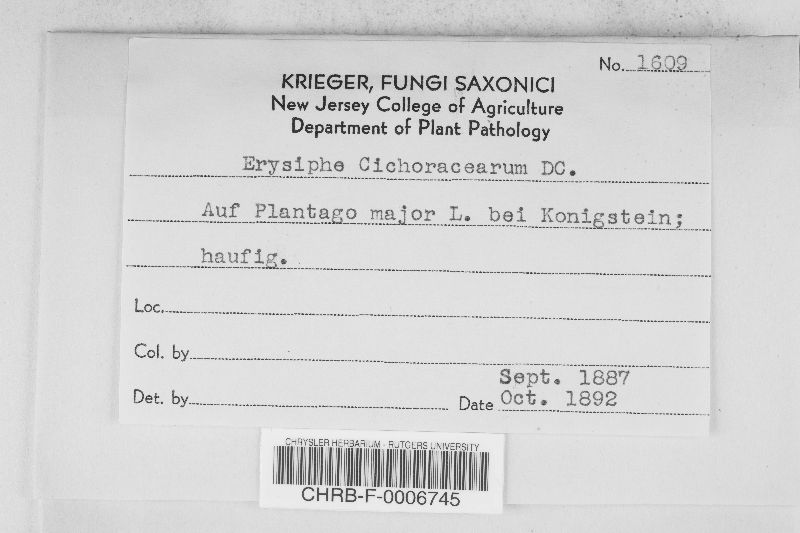 No. 1609
KRIEGER, FUNGI SAXONICI
New Jersey College of Agriculture
Department of Plant Pathology
Erysiphe Cichoracearum DC.
Auf Plantago major L. bei Konigstein;
haufig.
Loc.
Col. by
Sept. 1887
Det. by Date Oct. 1892
CHRYSLER HERBARIUM - RUTGERS UNIVERSITY
CHRB-F-0006745